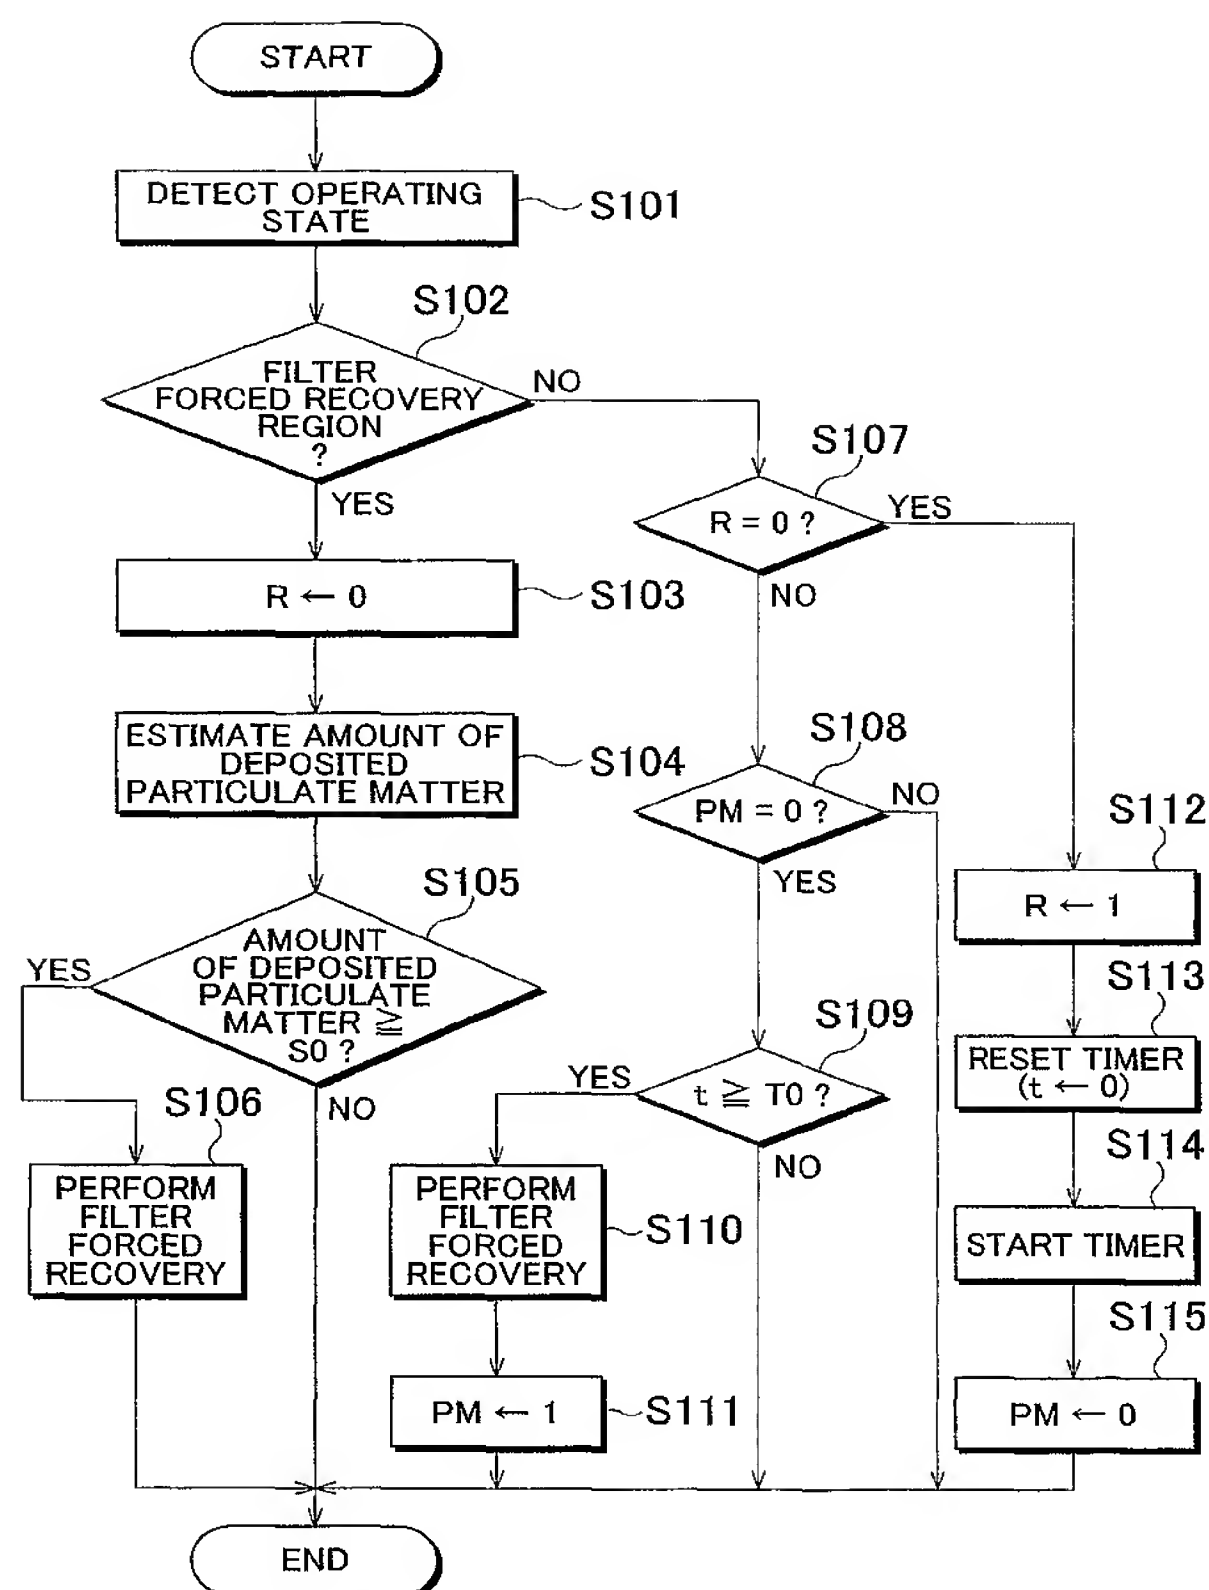 START
DETECT OPERATING
STATE
S101
S102
FILTER
FORCED RECOVERY
REGION
?
NO
YES
S107
R = 0 ?
YES
NO
R ← 0
S103
ESTIMATE AMOUNT OF
DEPOSITED
PARTICULATE MATTER
S104
S108
PM = 0 ?
NO
YES
S112
R ← 1
S105
AMOUNT
OF DEPOSITED
PARTICULATE
MATTER ≧
S0 ?
YES
NO
S113
RESET TIMER
(t ← 0)
S109
t ≧ T0 ?
YES
NO
S106
PERFORM
FILTER
FORCED
RECOVERY
PERFORM
FILTER
FORCED
RECOVERY
S110
S114
START TIMER
PM ← 1
S111
S115
PM ← 0
END